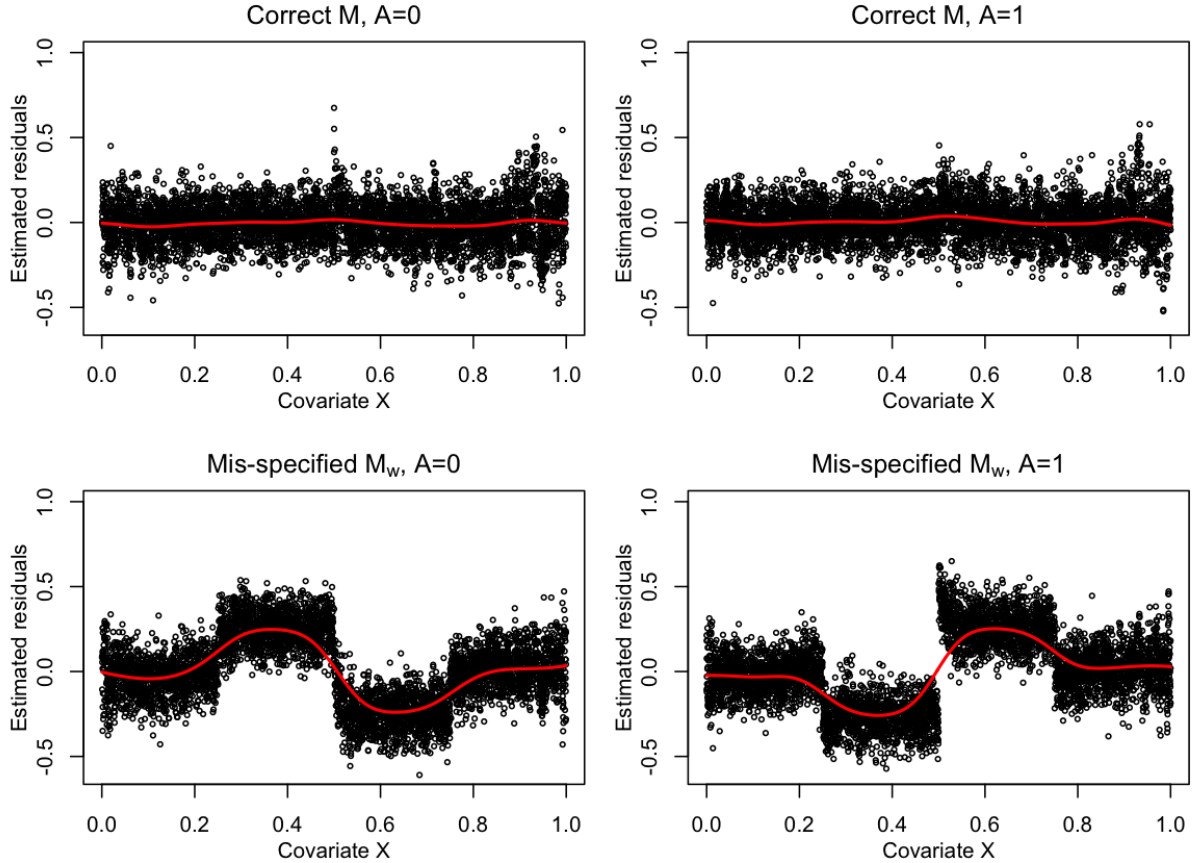 Correct M, A=0
Estimated residuals
1.0
0.5
0.0
-0.5
0.0 0.2 0.4 0.6 0.8 1.0
Covariate X
Correct M, A=1
Estimated residuals
1.0
0.5
0.0
-0.5
0.0 0.2 0.4 0.6 0.8 1.0
Covariate X
Mis-specified Mw, A=0
Estimated residuals
1.0
0.5
0.0
-0.5
0.0 0.2 0.4 0.6 0.8 1.0
Covariate X
Mis-specified Mw, A=1
Estimated residuals
1.0
0.5
0.0
-0.5
0.0 0.2 0.4 0.6 0.8 1.0
Covariate X